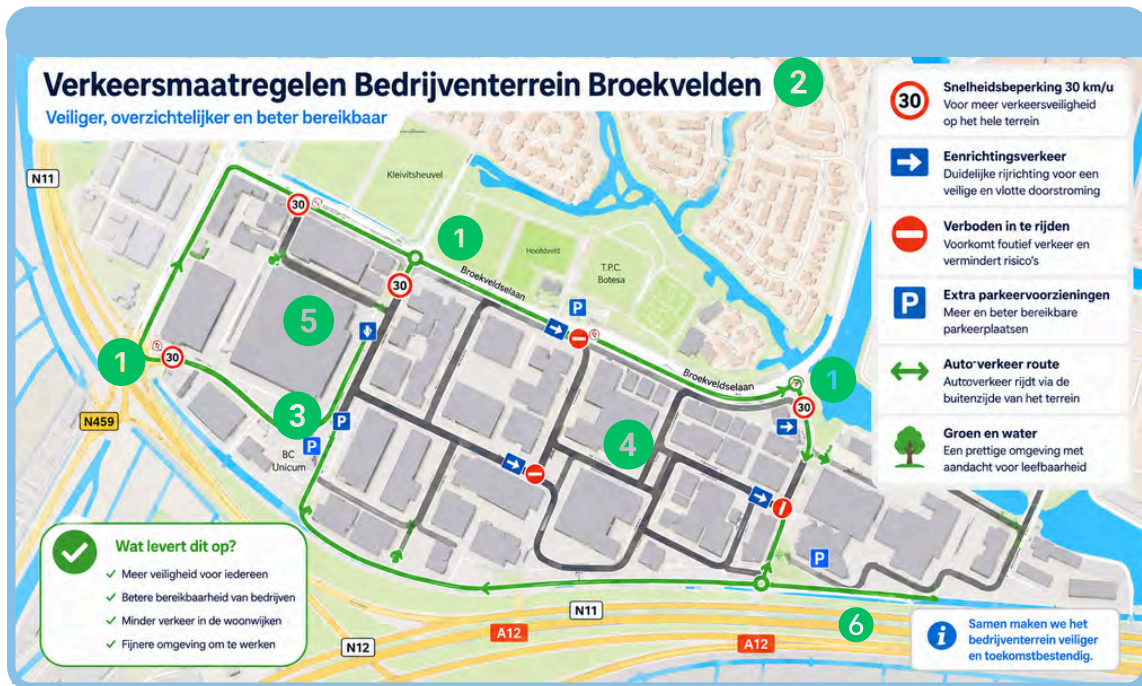 Verkeersmaatregelen Bedrijventerrein Broekvelden
2
Veiliger, overzichtelijker en beter bereikbaar
30
Snelheidsbeperking 30 km/u
Voor meer verkeersveiligheid
op het hele terrein
Eenrichtingsverkeer
Duidelijke rijrichting voor een
veilige en vlotte doorstroming
Verboden in te rijden
Voorkomt foutief verkeer en
vermindert risico's
P
Extra parkeervoorzieningen
Meer en beter bereikbare
parkeerplaatsen
Auto-verkeer route
Autoverkeer rijdt via de
buitenzijde van het terrein
Groen en water
Een prettige omgeving met
aandacht voor leefbaarheid
N11
Kleivitsheuvel
30
1
Hoofdveld
T.P.C.
Botesa
Broekveldselaan
30
P
5
1
30
Broekveldselaan
1
30
N459
3
P
P
BC
Unicum
4
P
Wat levert dit op?
Meer veiligheid voor iedereen
Betere bereikbaarheid van bedrijven
Minder verkeer in de woonwijken
Fijnere omgeving om te werken
N11
A12
N12
A12
6
Samen maken we het
bedrijventerrein veiliger
en toekomstbestendig.